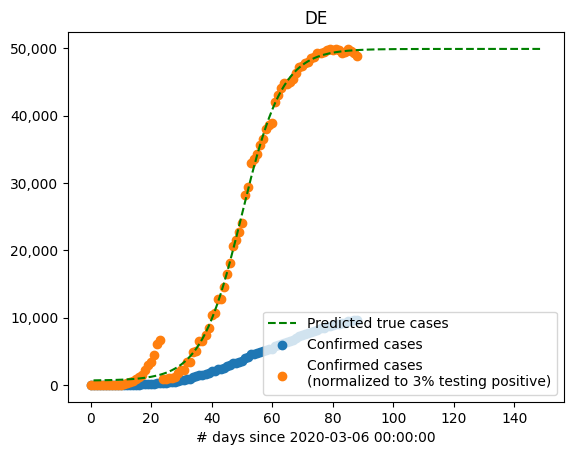 DE
50,000
40,000
30,000
20,000
10,000
0
Predicted true cases
Confirmed cases
Confirmed cases
(normalized to 3% testing positive)
0 20 40 60 80 100 120 140
# days since 2020-03-06 00:00:00